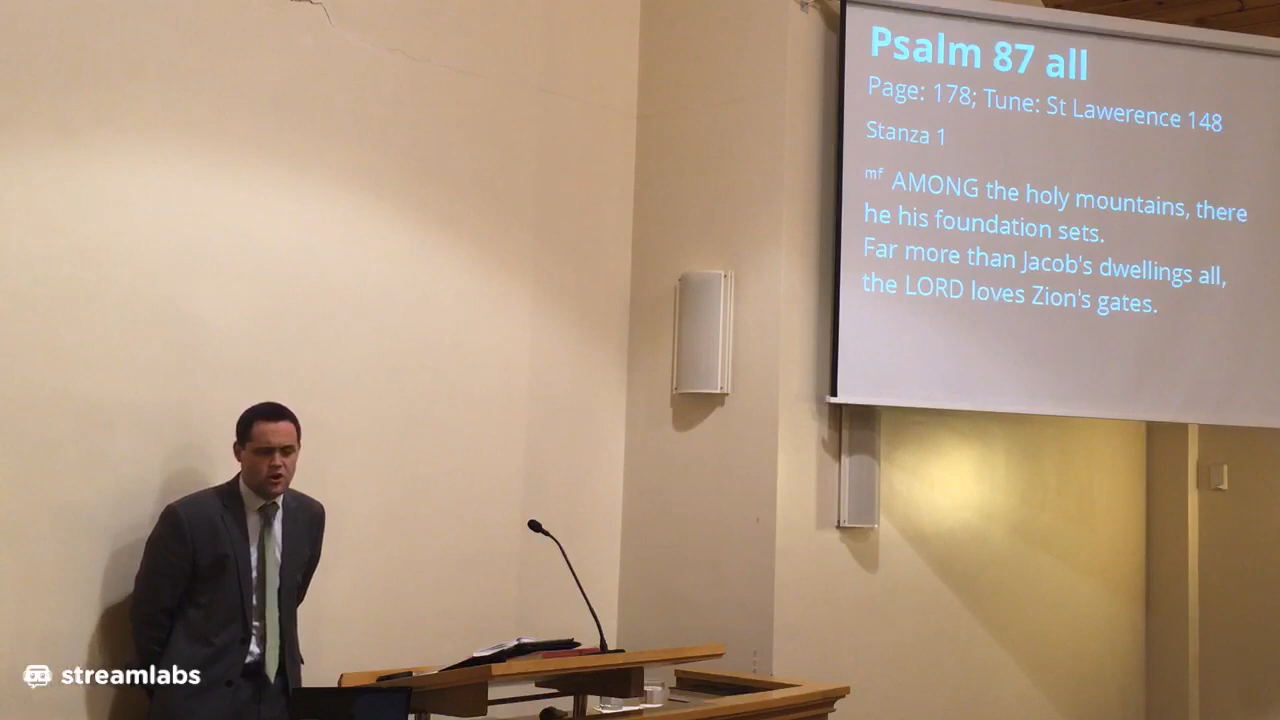 Psalm 87 all
Page: 178; Tune: St Lawerence 148
Stanza 1
mf AMONG the holy mountains, there
he his foundation sets.
Far more than Jacob's dwellings all,
the LORD loves Zion's gates.
streamlabs